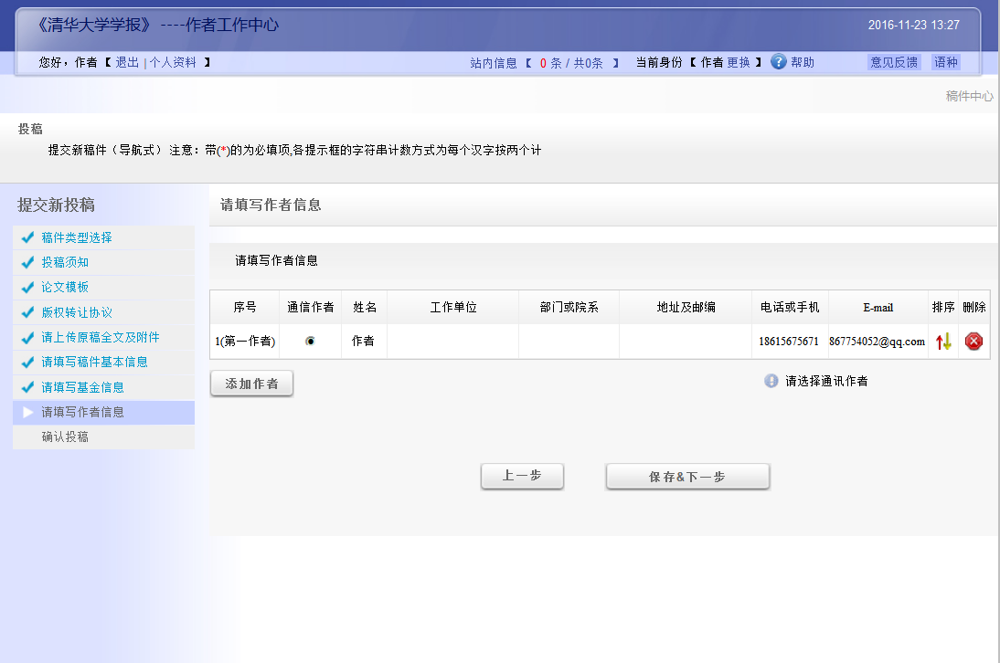 《清华大学学报》 ----作者工作中心
2016-11-23 13:27
您好，作者【 退出 | 个人资料 】
站内信息【 0 条 / 共0条 】 当前身份【 作者 更换 】 ? 帮助 意见反馈 语种
稿件中心
投稿
提交新稿件（导航式） 注意：带(*)的为必填项,各提示框的字符串计数方式为每个汉字按两个计
提交新投稿
稿件类型选择
投稿须知
论文模板
版权转让协议
请上传原稿全文及附件
请填写稿件基本信息
请填写基金信息
请填写作者信息
确认投稿
请填写作者信息
请填写作者信息
序号 通信作者 姓名 工作单位 部门或院系 地址及邮编 电话或手机 E-mail 排序 删除
1(第一作者) 作者 18615675671 867754052@qq.com
添加作者
请选择通讯作者
上一步 保存&下一步